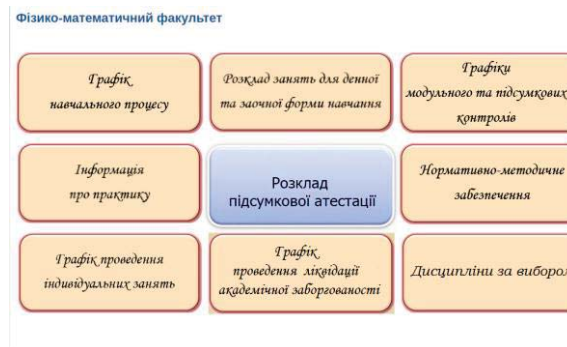 Фізико-математичний факультет
Графік
навчального процесу
Розклад занять для денної
та заочної форми навчання
Графіки
модульного та підсумкових
контролів
Інформація
про практику
Розклад
підсумкової атестації
Нормативно-методичне
забезпечення
Графік проведення
індивідуальних занять
Графік
проведення ліквідації
академічної заборгованості
Дисципліни за вибором